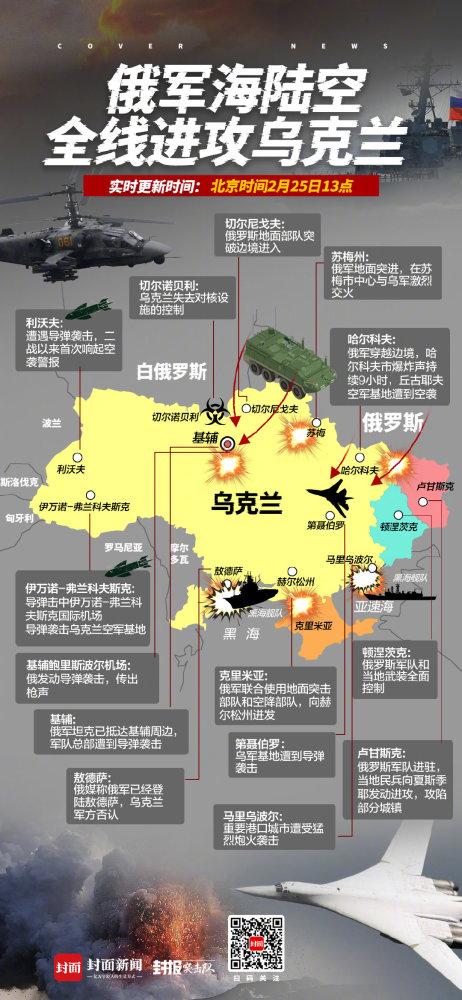 COVER NEWS
俄军海陆空
全线进攻乌克兰
实时更新时间： 北京时间2月25日13点
061
切尔尼戈夫:
俄罗斯地面部队突
破边境进入
苏梅州:
俄军地面突进，在苏
梅市中心与乌军激烈
交火
切尔诺贝利:
乌克兰失去对核设
施的控制
利沃夫:
遭遇导弹袭击，二
战以来首次响起空
袭警报
哈尔科夫:
俄军穿越边境，哈
尔科夫市爆炸声持
续9小时，丘古耶夫
空军基地遭到空袭
白俄罗斯
俄罗斯
波兰
切尔诺贝利
切尔尼戈夫
基辅
苏梅
利沃夫
哈尔科夫
斯洛伐克
卢甘斯克
乌克兰
伊万诺–弗兰科夫斯克
匈牙利
第聂伯罗
顿涅茨克
罗马尼亚
摩尔
多瓦
敖德萨
赫尔松州
马里乌波尔
黑海舰队
黑海舰队
亚速海
黑 海
克里米亚
伊万诺–弗兰科夫斯克:
导弹击中伊万诺–弗兰科
夫斯克国际机场
导弹袭击乌克兰空军基地
基辅鲍里斯波尔机场:
俄发动导弹袭击，传出
枪声
基辅:
俄军坦克已抵达基辅周边，
军队总部遭到导弹袭击
敖德萨:
俄媒称俄军已经登
陆敖德萨，乌克兰
军方否认
克里米亚:
俄军联合使用地面突击
部队和空降部队，向赫
尔松州进发
第聂伯罗:
乌军基地遭到导弹
袭击
马里乌波尔:
重要港口城市遭受猛
烈炮火袭击
顿涅茨克:
俄罗斯军队和
当地武装全面
控制
卢甘斯克:
俄罗斯军队进驻，
当地民兵向夏斯季
耶发动进攻，攻陷
部分城镇
封面 封面新闻
亿万年轻人的生活方式
封报突击队
封面
扫码关注